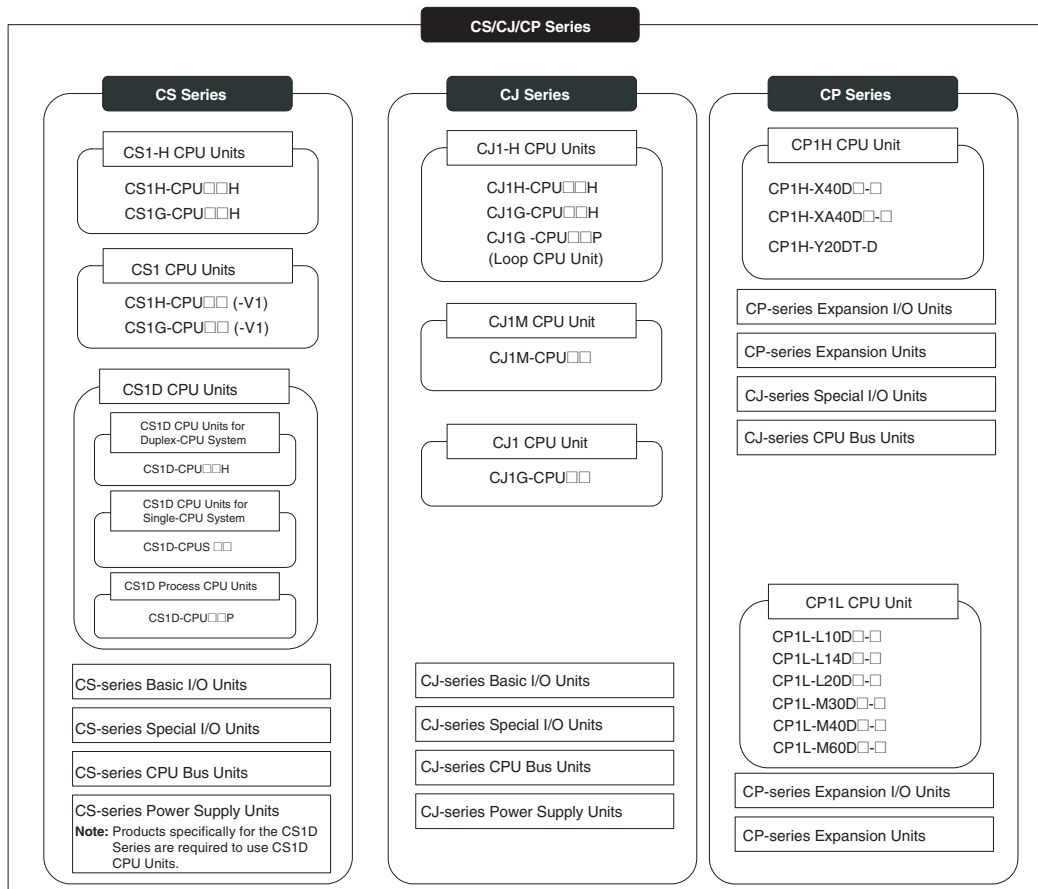 CS/CJ/CP Series
CS Series
CS1-H CPU Units
CS1H-CPU□□H
CS1G-CPU□□H
CS1 CPU Units
CS1H-CPU□□ (-V1)
CS1G-CPU□□ (-V1)
CS1D CPU Units
CS1D CPU Units for
Duplex-CPU System
CS1D-CPU□□H
CS1D CPU Units for
Single-CPU System
CS1D-CPUS □□
CS1D Process CPU Units
CS1D-CPU□□P
CS-series Basic I/O Units
CS-series Special I/O Units
CS-series CPU Bus Units
CS-series Power Supply Units
Note: Products specifically for the CS1D
Series are required to use CS1D
CPU Units.
CJ Series
CJ1-H CPU Units
CJ1H-CPU□□H
CJ1G-CPU□□H
CJ1G -CPU□□P
(Loop CPU Unit)
CJ1M CPU Unit
CJ1M-CPU□□
CJ1 CPU Unit
CJ1G-CPU□□
CJ-series Basic I/O Units
CJ-series Special I/O Units
CJ-series CPU Bus Units
CJ-series Power Supply Units
CP Series
CP1H CPU Unit
CP1H-X40D□-□
CP1H-XA40D□-□
CP1H-Y20DT-D
CP-series Expansion I/O Units
CP-series Expansion Units
CJ-series Special I/O Units
CJ-series CPU Bus Units
CP1L CPU Unit
CP1L-L10D□-□
CP1L-L14D□-□
CP1L-L20D□-□
CP1L-M30D□-□
CP1L-M40D□-□
CP1L-M60D□-□
CP-series Expansion I/O Units
CP-series Expansion Units